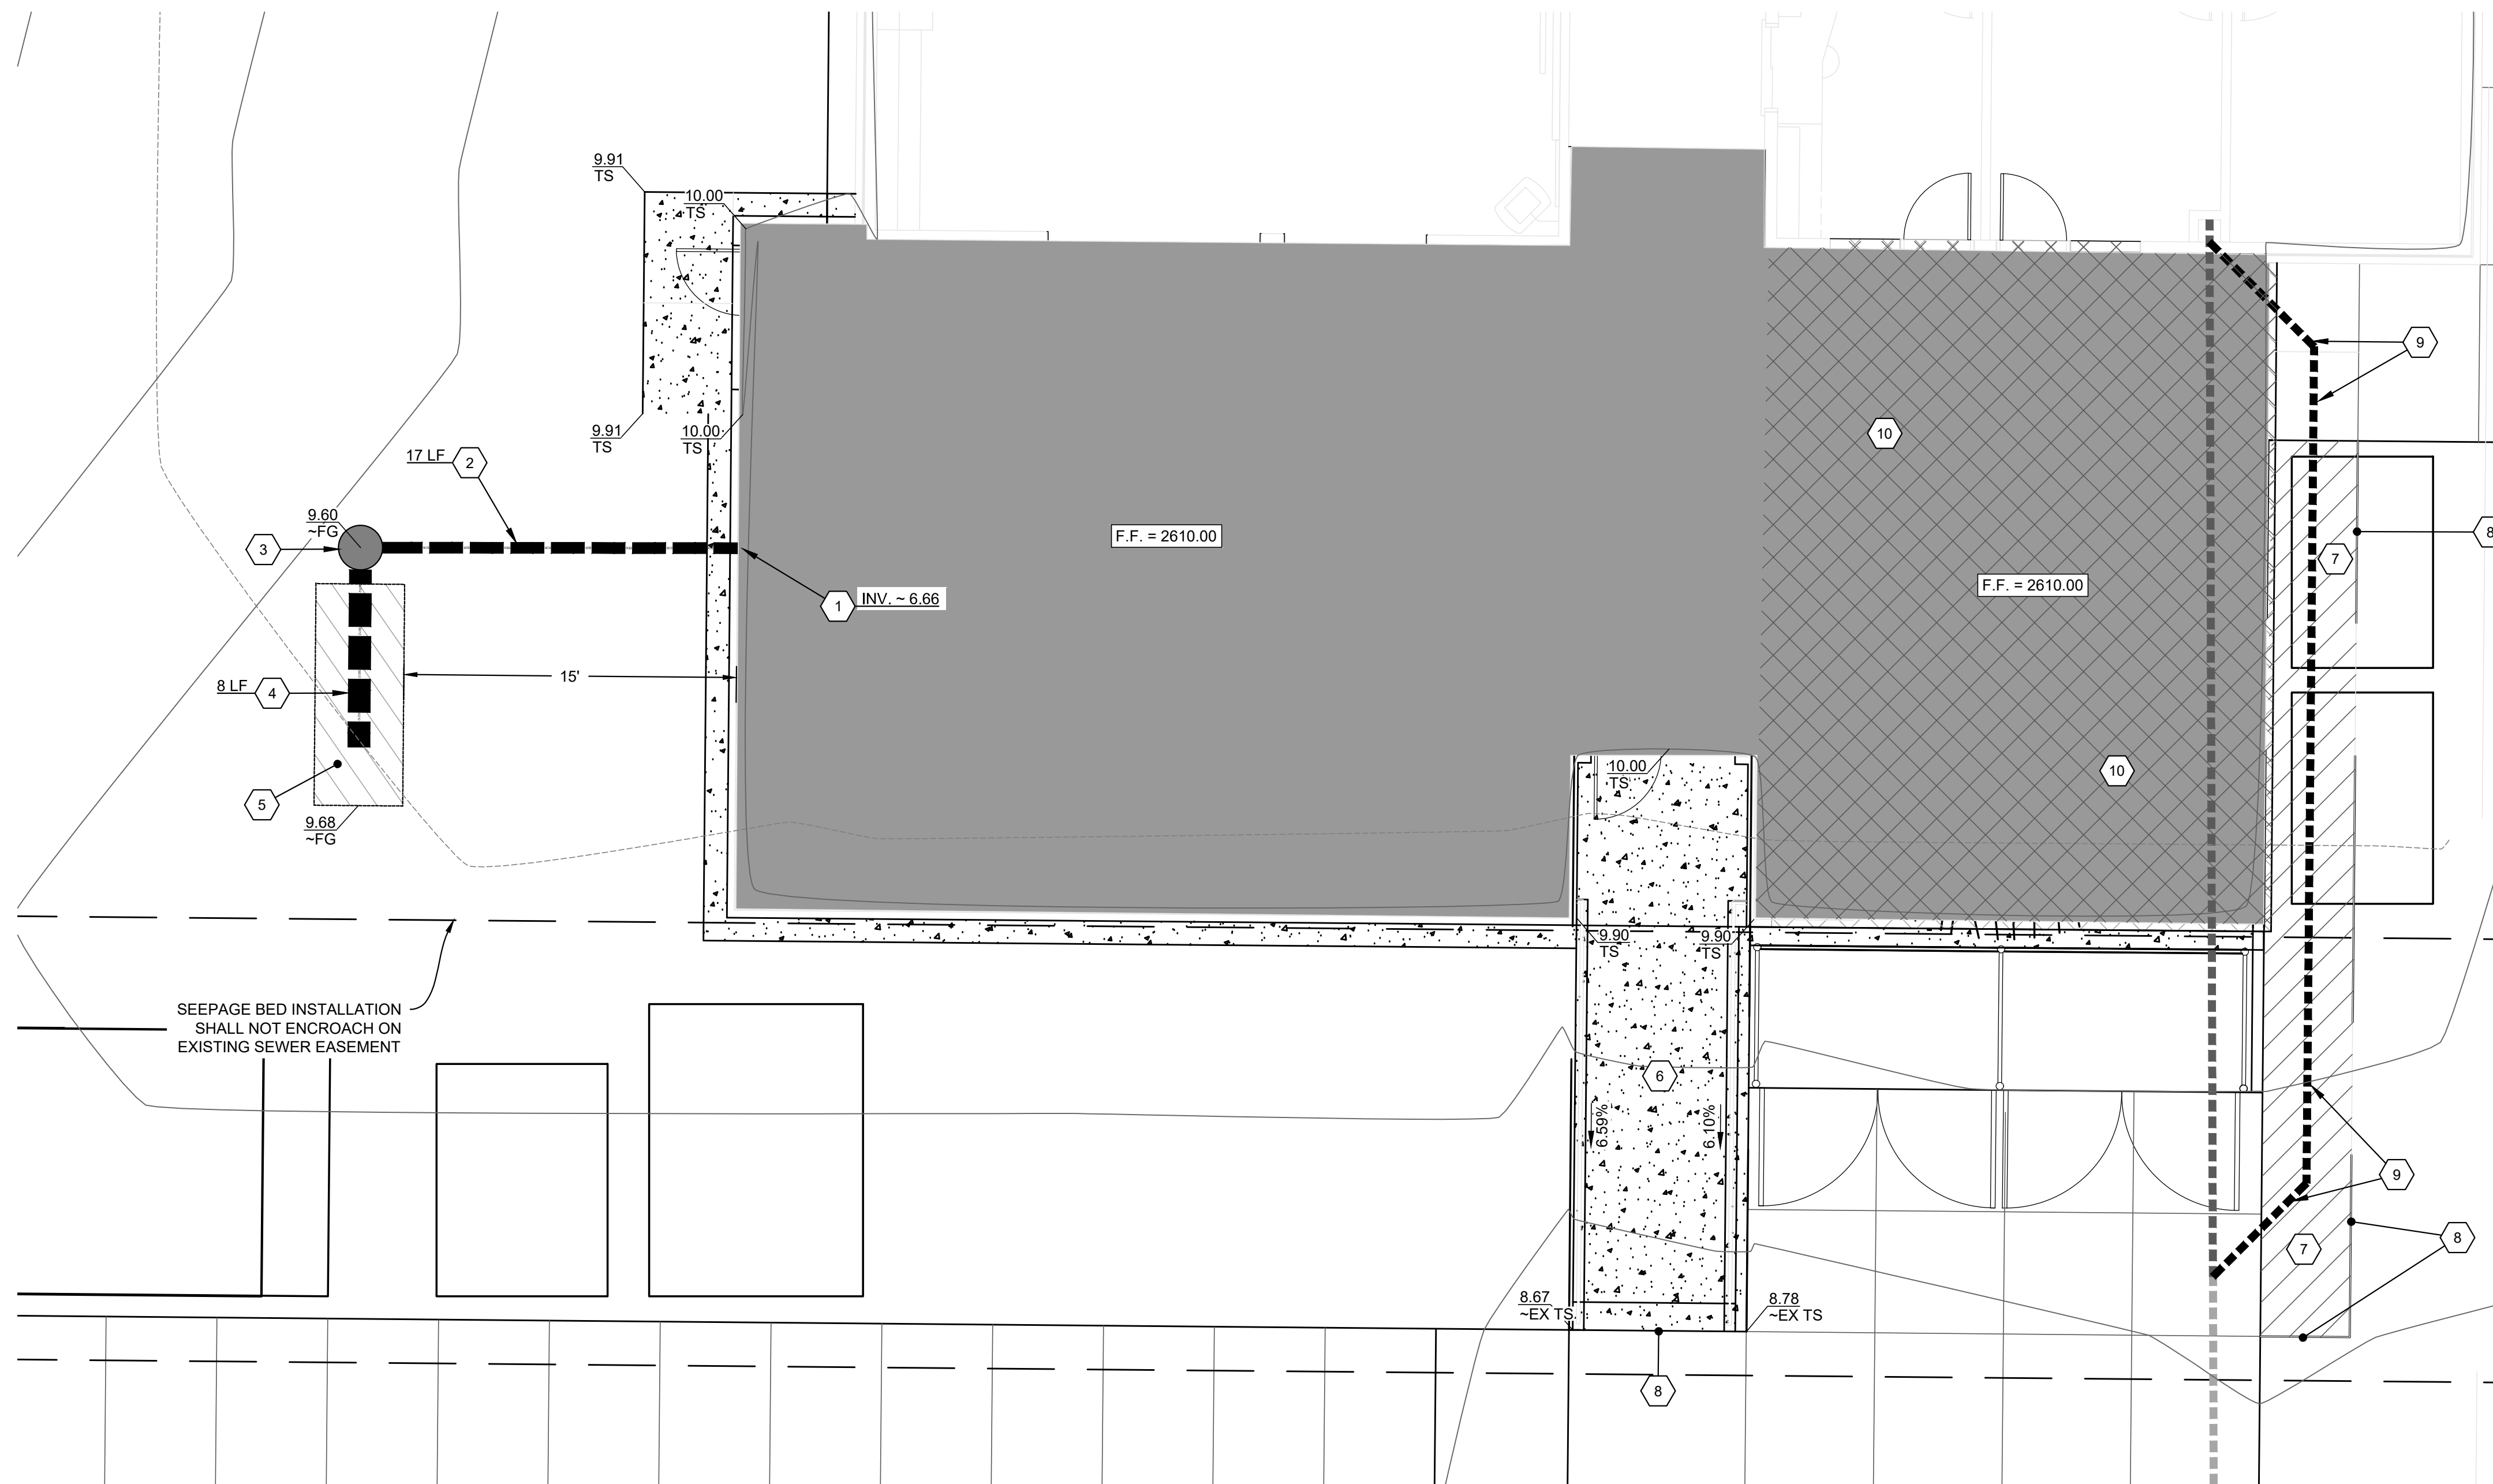 9.91
TS
10.00
TS
9
9.91
TS
10.00
TS
10
17 LF
2
9.60
~FG
3
F.F. = 2610.00
8
7
F.F. = 2610.00
1
INV. ~ 6.66
15'
8 LF
4
10.00
TS
10
5
9.68
~FG
9.90
TS
9.90
TS
SEEPAGE BED INSTALLATION
SHALL NOT ENCROACH ON
EXISTING SEWER EASEMENT
6
6.59%
6.10%
9
8
7
8.67
~EX TS
8.78
~EX TS
8